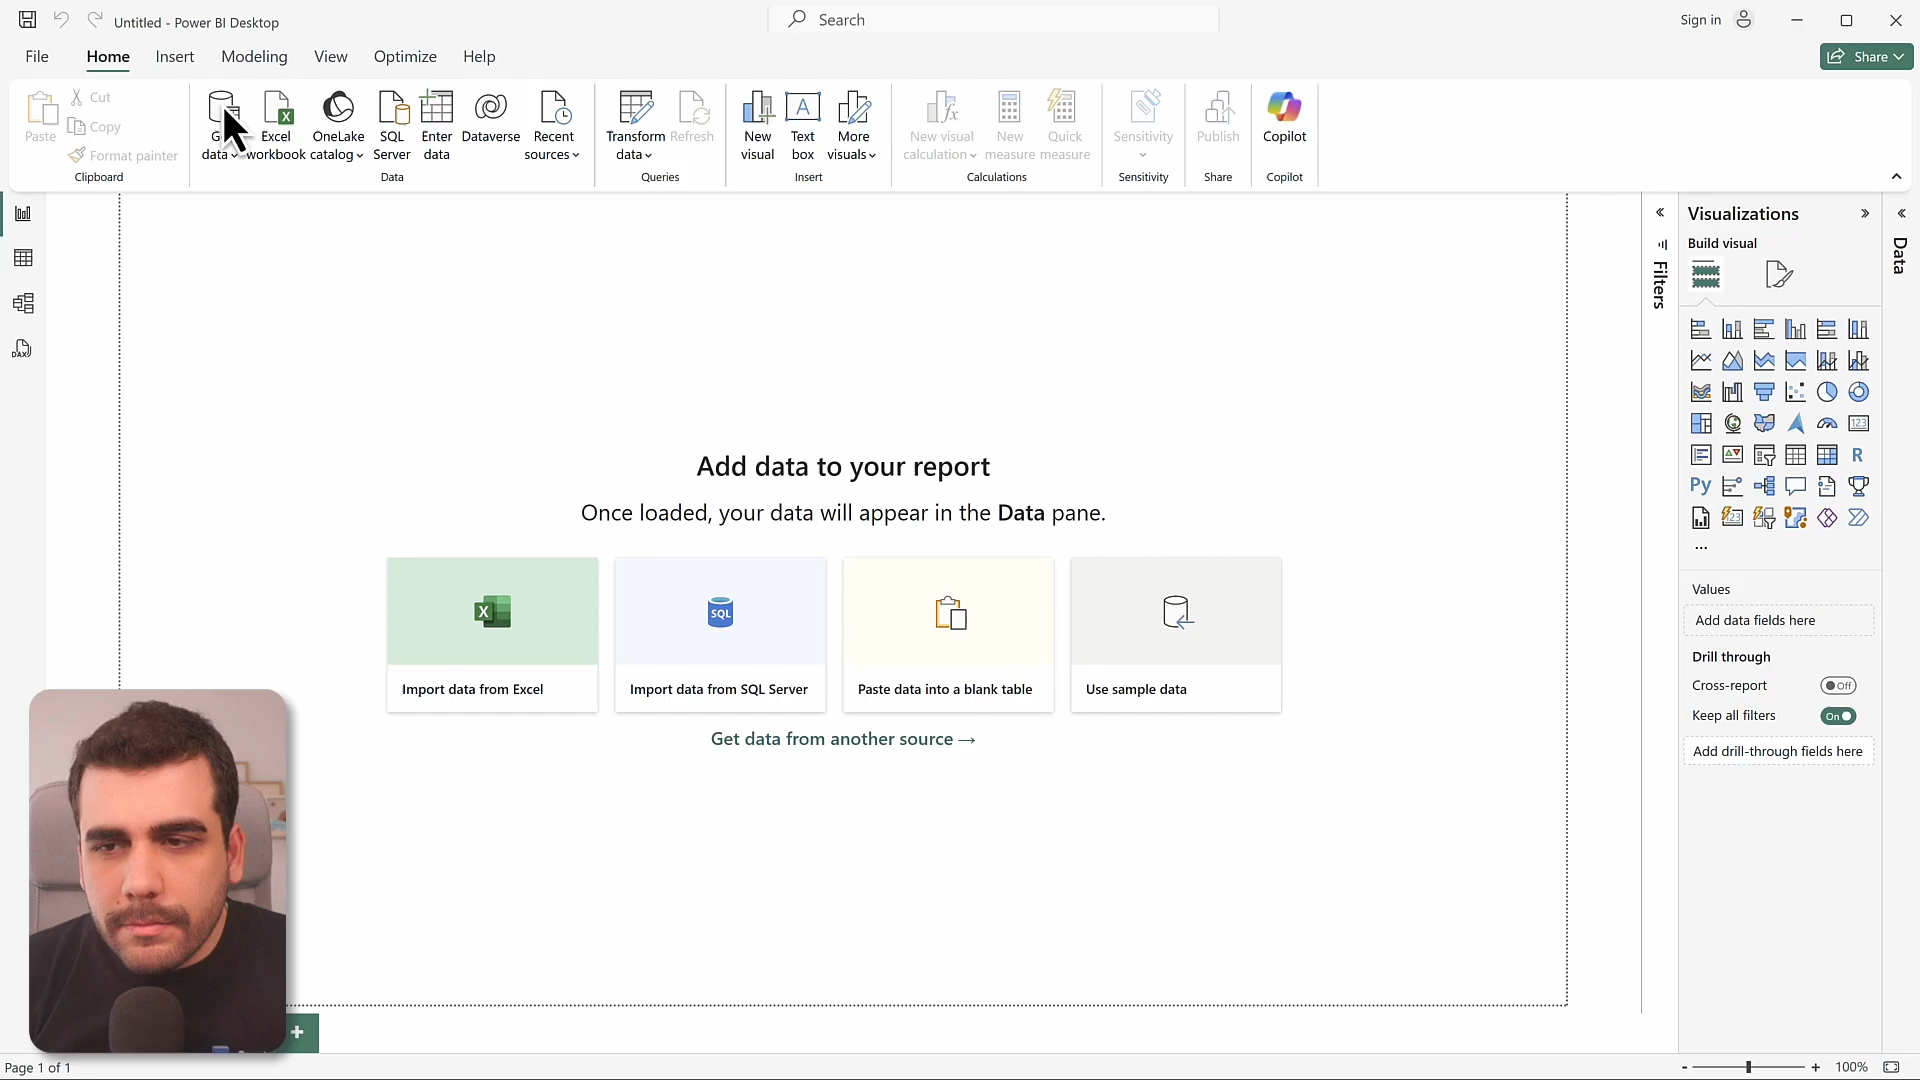 Untitled - Power BI Desktop
Search
Sign in
File
Home
Insert
Modeling
View
Optimize
Help
Share
Paste
Cut
Copy
Format painter
Clipboard
data
Excel
workbook
OneLake
catalog
SQL
Server
Enter
data
Dataverse
Recent
sources
Data
Transform
data
Refresh
Queries
New
visual
A
Text
box
More
visuals
Insert
New visual
calculation
New
measure
Quick
measure
Calculations
Sensitivity
Sensitivity
Publish
Share
Copilot
Copilot
DAX
Add data to your report
Once loaded, your data will appear in the Data pane.
X
SQL
Import data from Excel
Import data from SQL Server
Paste data into a blank table
Use sample data
Get data from another source →
Filters
Visualizations
Build visual
123
R
Py
123
...
Values
Add data fields here
Drill through
Cross-report
Off
Keep all filters
On
Add drill-through fields here
Data
+
Page 1 of 1
-
+
100%